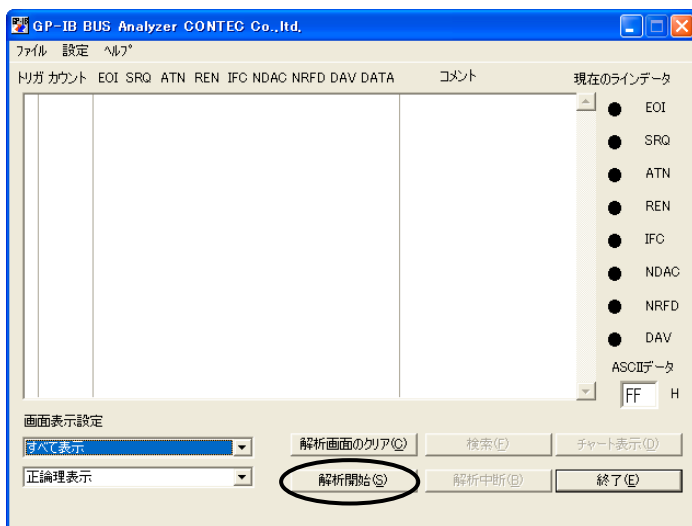 GP-IB BUS Analyzer CONTEC Co.,ltd,
ファイル 設定 ヘルプ
トリガ カウント EOI SRQ ATN REN IFC NDAC NRFD DAV DATA コメント 現在のラインデータ
EOI
SRQ
ATN
REN
IFC
NDAC
NRFD
DAV
ASCIIデータ
FF H
画面表示設定
すべて表示 解析画面のクリア(C) 検索(F) チャート表示(D)
正論理表示 解析開始(S) 解析中断(B) 終了(E)